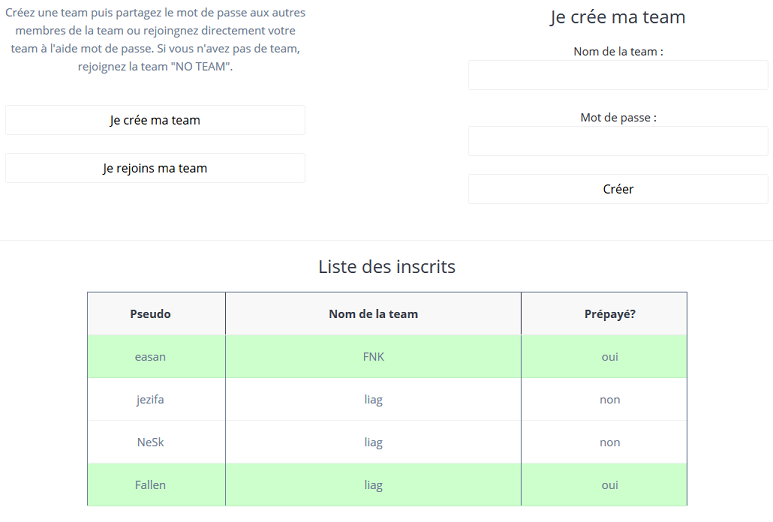 Créez une team puis partagez le mot de passe aux autres
membres de la team ou rejoingnez directement votre
team à l'aide mot de passe. Si vous n'avez pas de team,
rejoignez la team "NO TEAM".
Je crée ma team
Je rejoins ma team
Je crée ma team
Nom de la team :
Mot de passe :
Créer
Liste des inscrits
Pseudo Nom de la team Prépayé?
easan FNK oui
jezifa liag non
NeSk liag non
Fallen liag oui